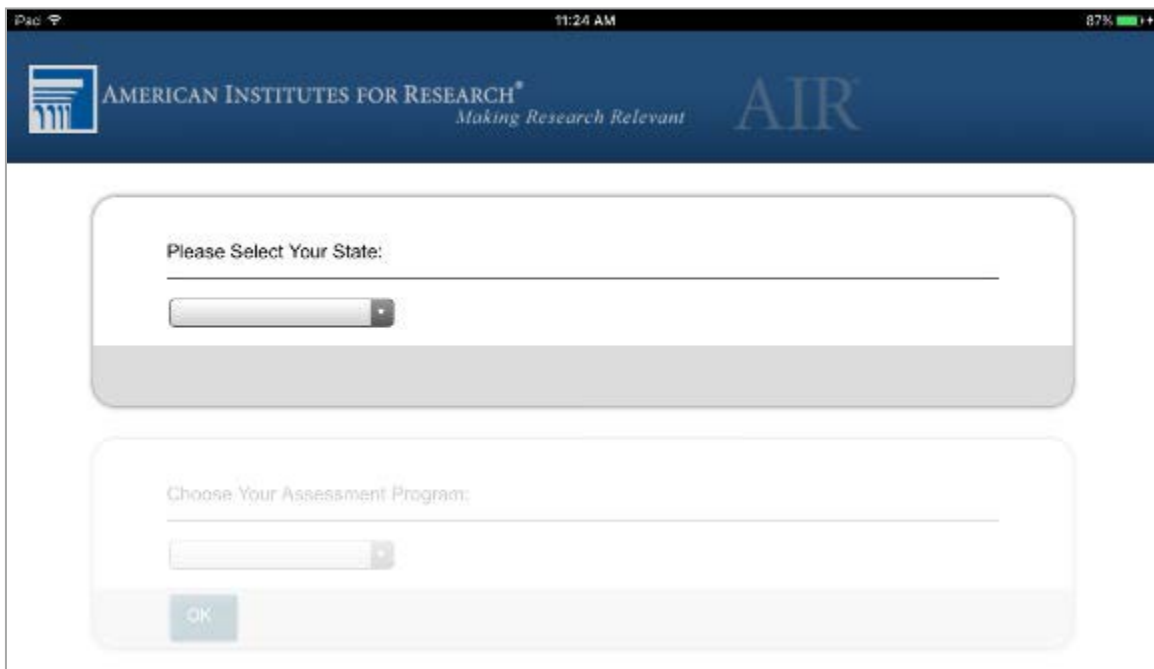 iPad
11:24 AM
87%
AMERICAN INSTITUTES FOR RESEARCH®
Making Research Relevant
AIR
Please Select Your State:
Choose Your Assessment Program:
OK